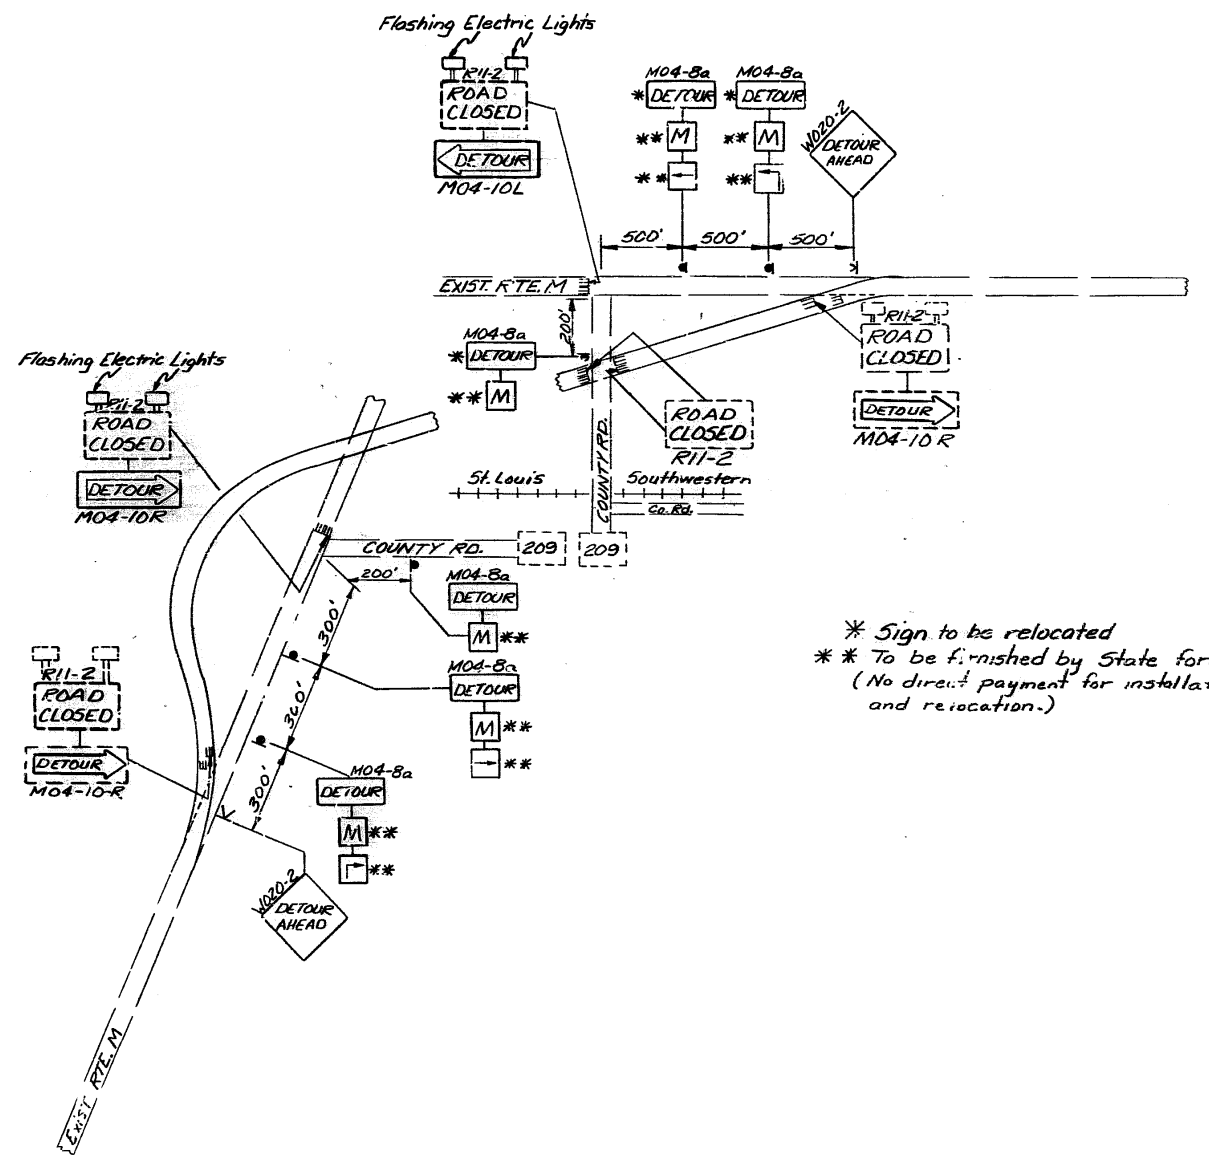 Flashing Electric Lights
R11-2
ROAD
CLOSED
DETOUR
M04-10L
M04-8a
* DETOUR
** M
**
M04-8a
* DETOUR
** M
**
W020-2
DETOUR
AHEAD
500'
500'
500'
EXIST. RTE. M
200'
M04-8a
* DETOUR
** M
R11-2
ROAD
CLOSED
DETOUR
M04-10 R
ROAD
CLOSED
R11-2
COUNTY RD.
St. Louis
Southwestern
Co. Rd.
209
209
Flashing Electric Lights
R11-2
ROAD
CLOSED
DETOUR
M04-10R
COUNTY RD.
200'
M04-8a
DETOUR
M **
300'
M04-8a
DETOUR
M **
**
300'
M04-8a
DETOUR
M **
**
300'
R11-2
ROAD
CLOSED
DETOUR
M04-10-R
W020-2
DETOUR
AHEAD
Exist RTE. M
* Sign to be relocated
** To be furnished by State for
(No direct payment for
and relocation.)